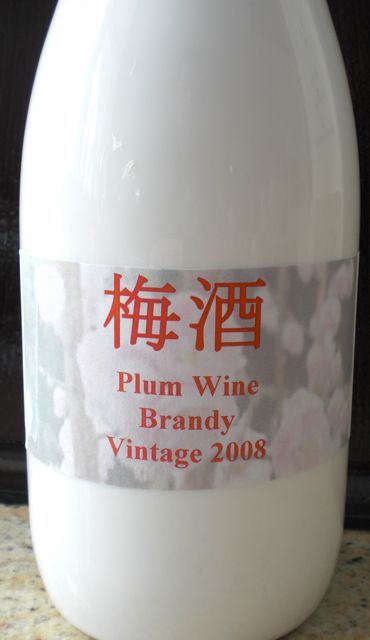 梅酒
Plum Wine
Brandy
Vintage 2008